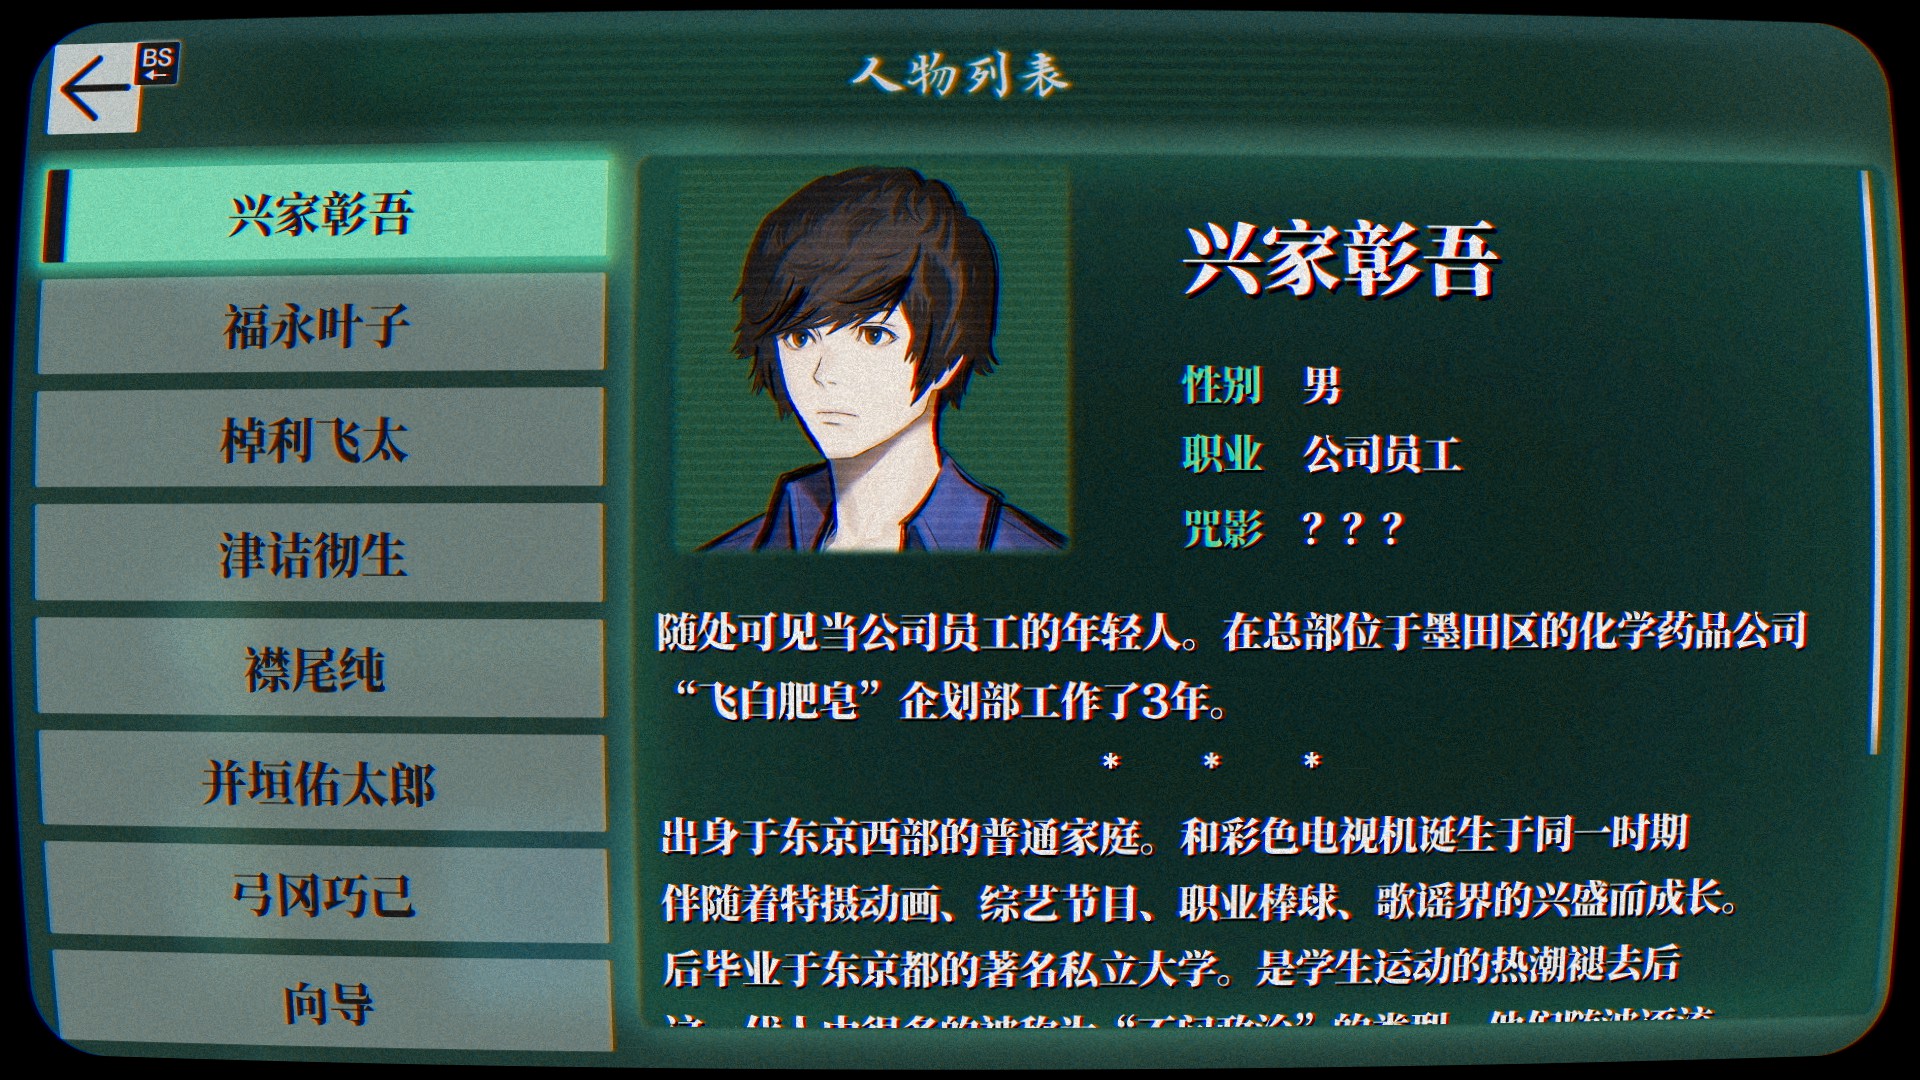 BS
人物列表
兴家彰吾
福永叶子
棹利飞太
津诘彻生
襟尾纯
并垣佑太郎
弓冈巧己
向导
兴家彰吾
性别 男
职业 公司员工
咒影 ？？？
随处可见当公司员工的年轻人。在总部位于墨田区的化学药品公司
“飞白肥皂”企划部工作了3年。
* * *
出身于东京西部的普通家庭。和彩色电视机诞生于同一时期
伴随着特摄动画、综艺节目、职业棒球、歌谣界的兴盛而成长。
后毕业于东京都的著名私立大学。是学生运动的热潮褪去后